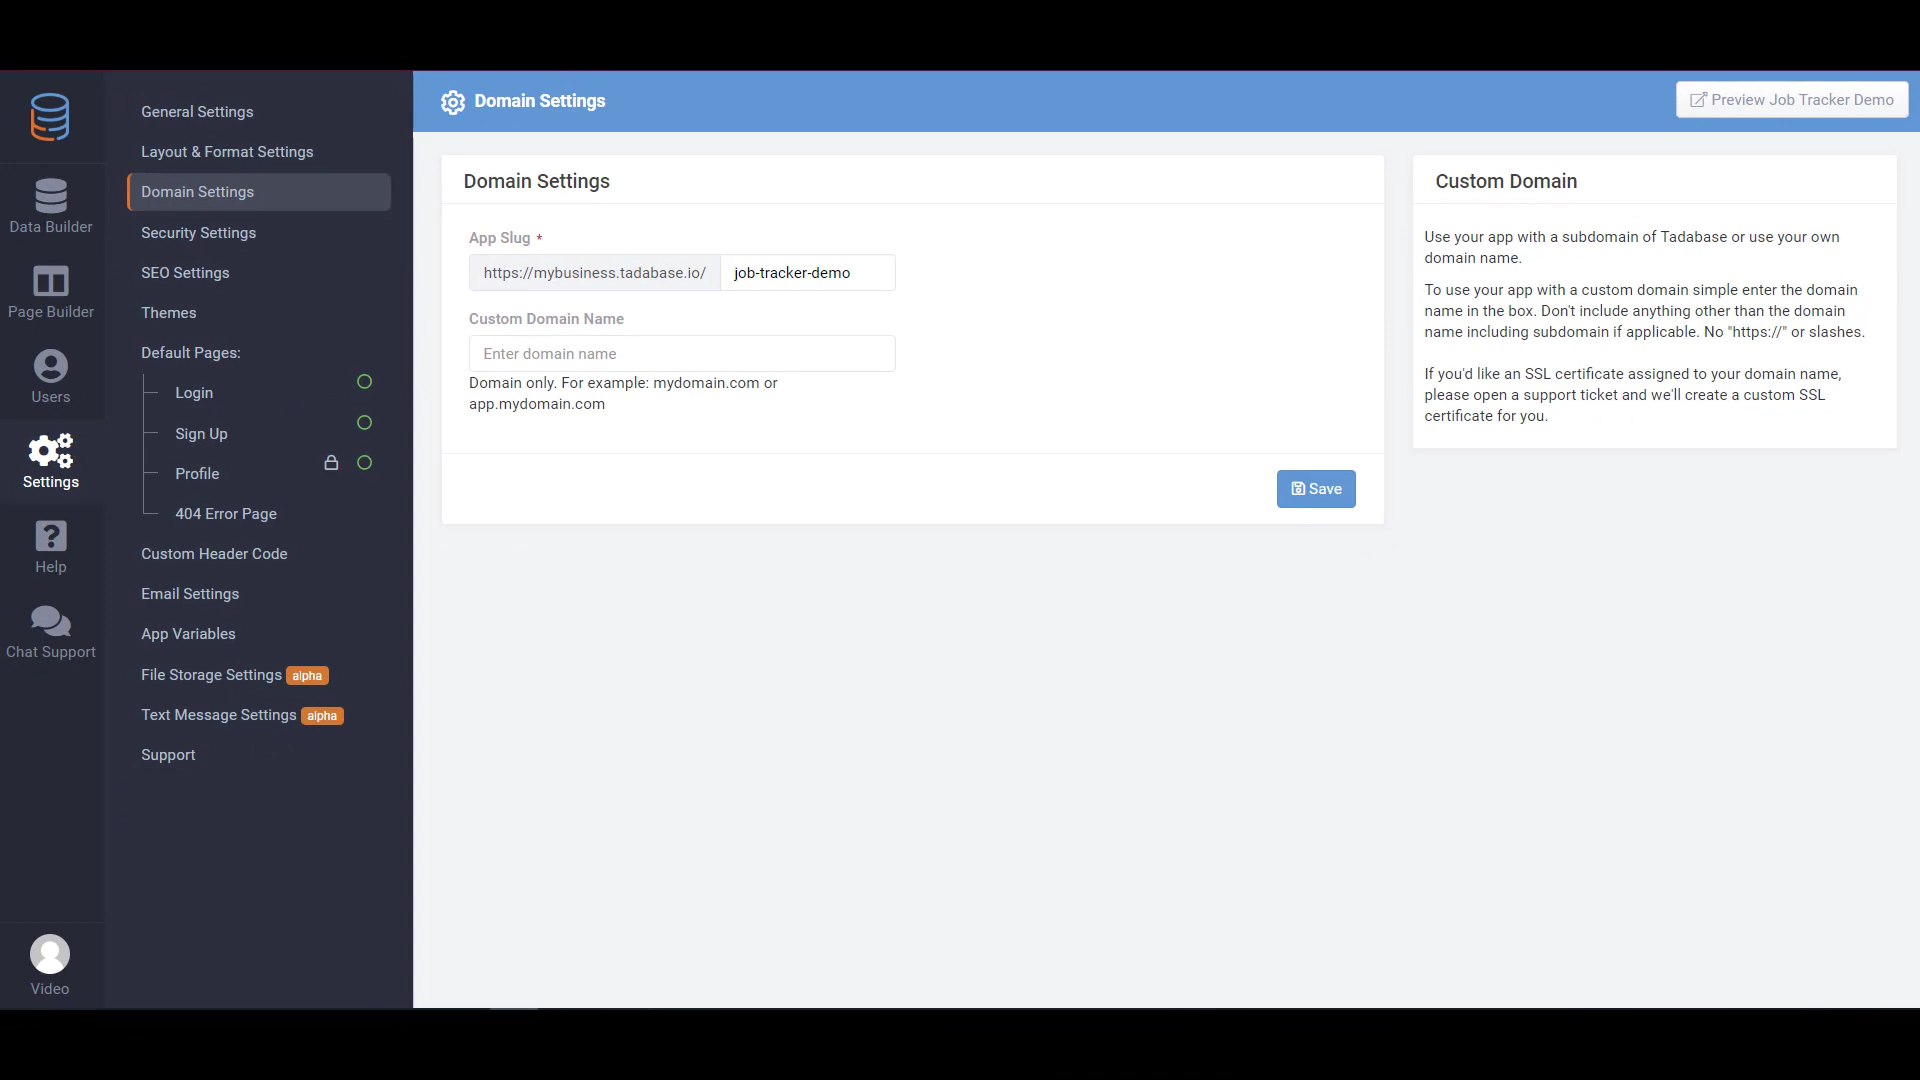 Data Builder
Page Builder
Users
Settings
Help
Chat Support
Video
General Settings
Layout & Format Settings
Domain Settings
Security Settings
SEO Settings
Themes
Default Pages:
Login
Sign Up
Profile
404 Error Page
Custom Header Code
Email Settings
App Variables
File Storage Settings alpha
Text Message Settings alpha
Support
Domain Settings
Preview Job Tracker Demo
Domain Settings
App Slug *
https://mybusiness.tadabase.io/ job-tracker-demo
Custom Domain Name
Enter domain name
Domain only. For example: mydomain.com or
app.mydomain.com
Save
Custom Domain
Use your app with a subdomain of Tadabase or use your own
domain name.
To use your app with a custom domain simple enter the domain
name in the box. Don't include anything other than the domain
name including subdomain if applicable. No "https://" or slashes.
If you'd like an SSL certificate assigned to your domain name,
please open a support ticket and we'll create a custom SSL
certificate for you.